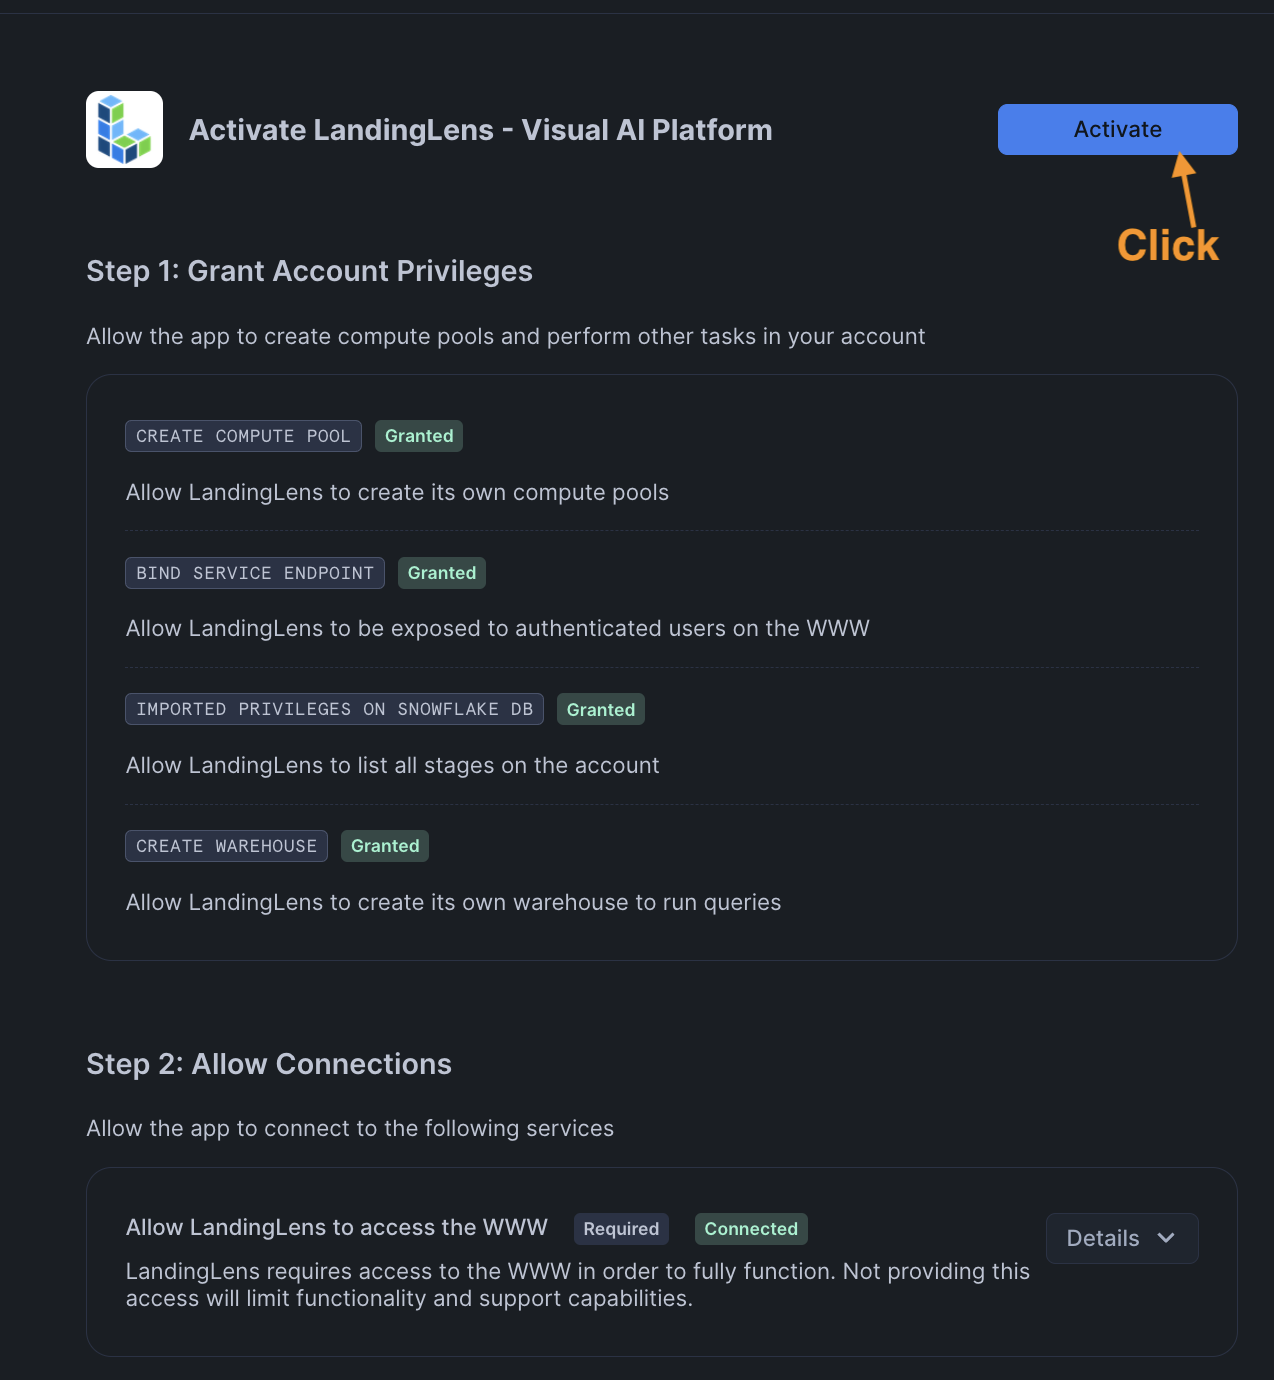 Activate LandingLens - Visual AI Platform
Activate
Click
Step 1: Grant Account Privileges
Allow the app to create compute pools and perform other tasks in your account
CREATE COMPUTE POOL Granted
Allow LandingLens to create its own compute pools
BIND SERVICE ENDPOINT Granted
Allow LandingLens to be exposed to authenticated users on the WWW
IMPORTED PRIVILEGES ON SNOWFLAKE DB Granted
Allow LandingLens to list all stages on the account
CREATE WAREHOUSE Granted
Allow LandingLens to create its own warehouse to run queries
Step 2: Allow Connections
Allow the app to connect to the following services
Allow LandingLens to access the WWW Required Connected
Details
LandingLens requires access to the WWW in order to fully function. Not providing this
access will limit functionality and support capabilities.